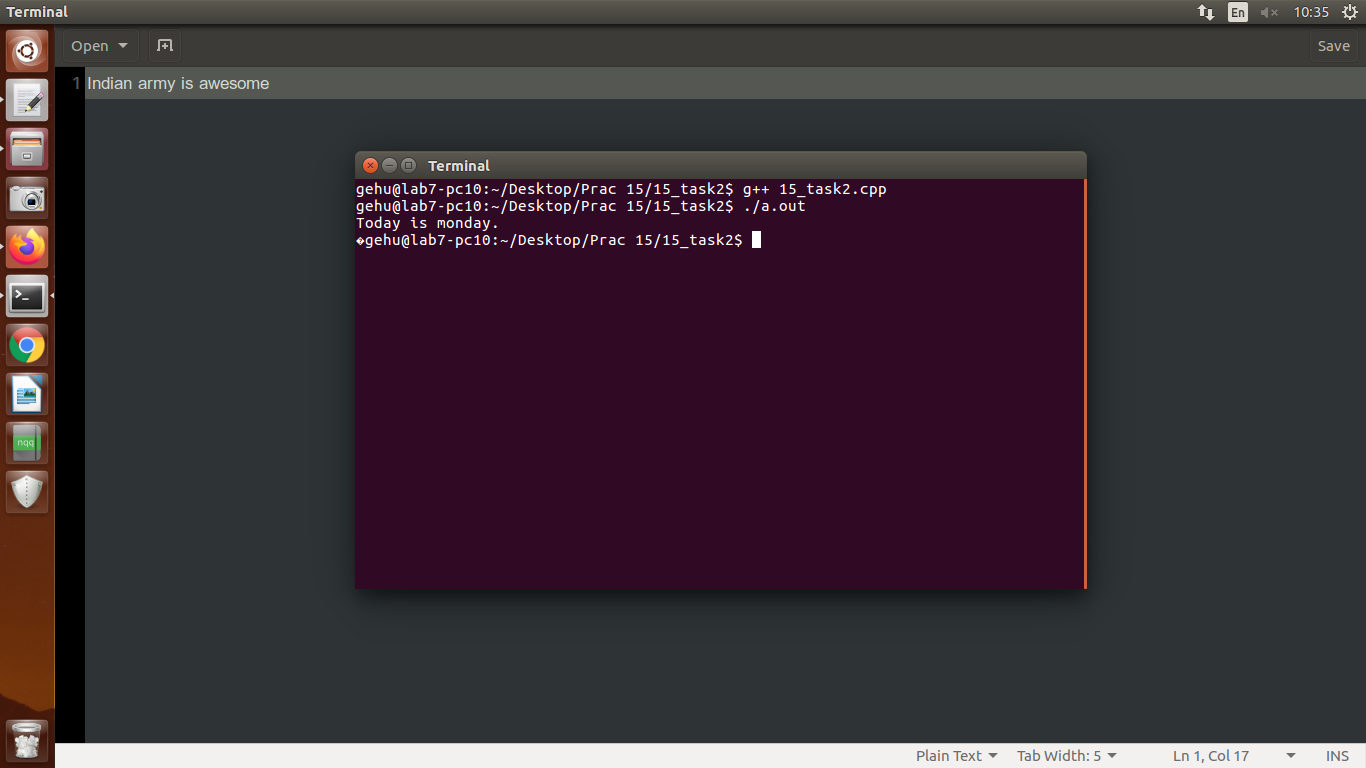 Terminal
En
10:35
Open
Save
1 Indian army is awesome
Terminal
gehu@lab7-pc10:~/Desktop/Prac 15/15_task2$ g++ 15_task2.cpp
gehu@lab7-pc10:~/Desktop/Prac 15/15_task2$ ./a.out
Today is monday.
�gehu@lab7-pc10:~/Desktop/Prac 15/15_task2$
nqq
Plain Text Tab Width: 5 Ln 1, Col 17 INS